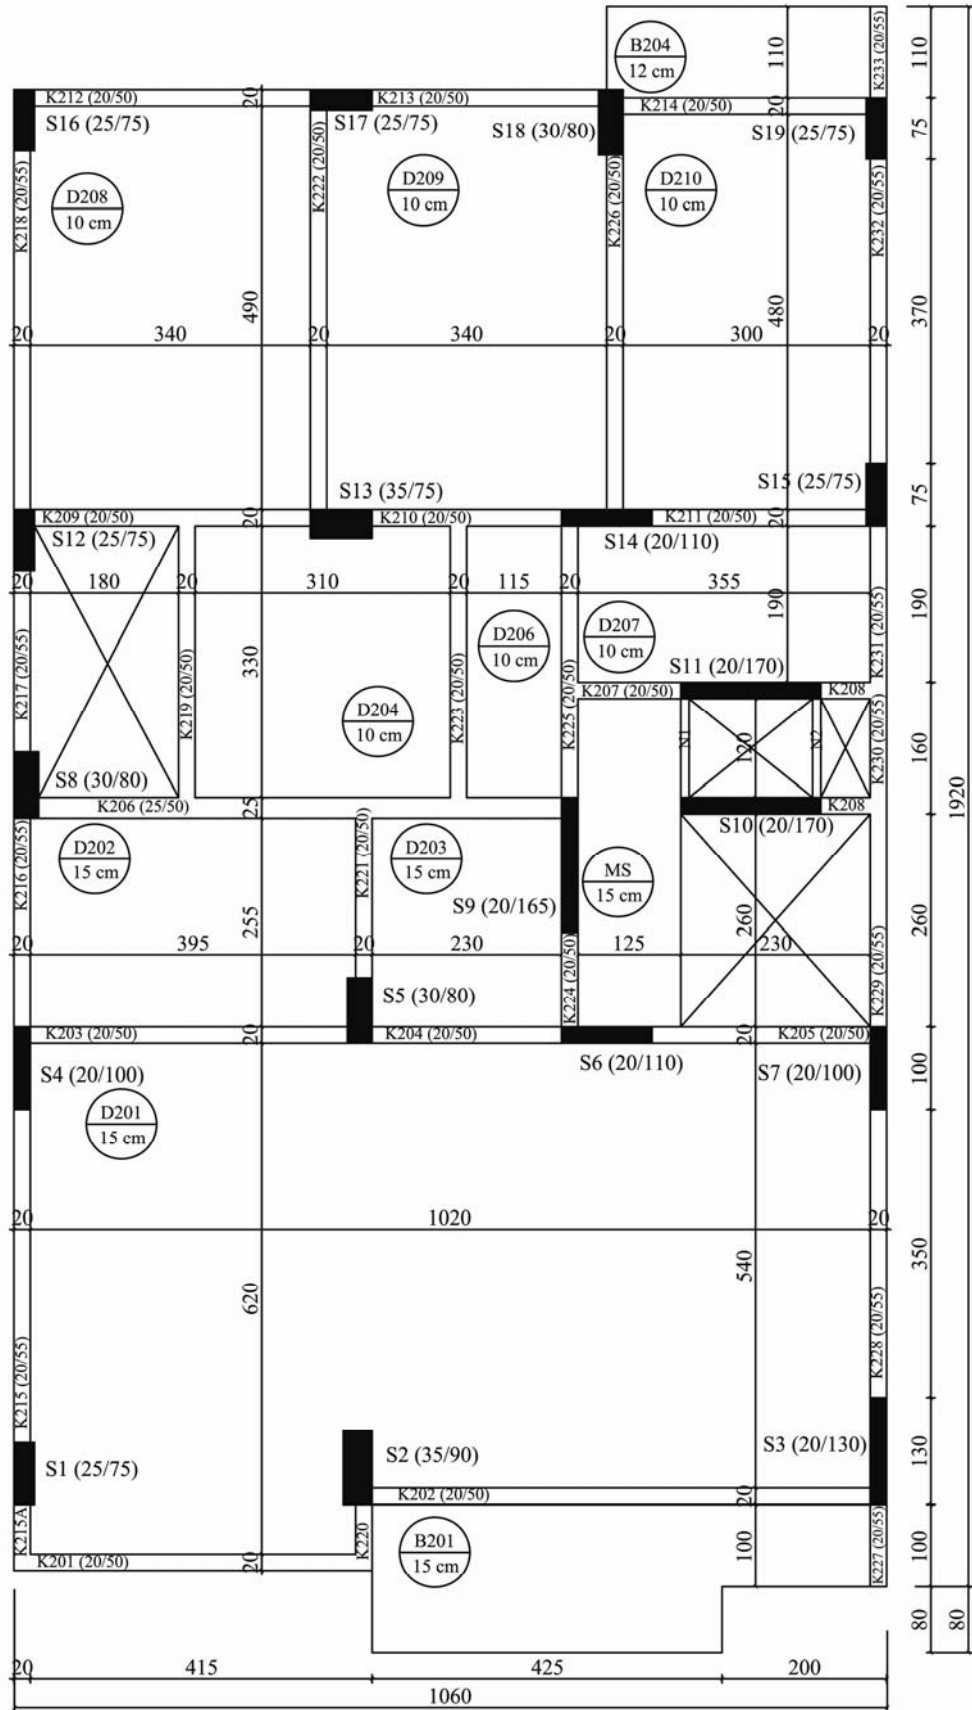 B204
12 cm
110
K233 (20/55)
110
K212 (20/50)
20
K213 (20/50)
K214 (20/50)
20
S16 (25/75)
S17 (25/75)
S18 (30/80)
S19 (25/75)
75
K218 (20/55)
D208
10 cm
K222 (20/50)
D209
10 cm
K226 (20/50)
D210
10 cm
K232 (20/55)
490
480
370
20
340
20
340
20
300
20
S13 (35/75)
S15 (25/75)
75
K209 (20/50)
20
K210 (20/50)
K211 (20/50)
20
S12 (25/75)
S14 (20/110)
20
180
20
310
20
115
20
355
190
190
K217 (20/55)
K219 (20/50)
330
D204
10 cm
K223 (20/50)
D206
10 cm
K225 (20/50)
D207
10 cm
S11 (20/170)
K231 (20/55)
K207 (20/50)
K208
N1
120
N2
K230 (20/55)
160
1920
S8 (30/80)
K206 (25/50)
25
K208
S10 (20/170)
K216 (20/55)
D202
15 cm
K221 (20/50)
D203
15 cm
MS
15 cm
S9 (20/165)
255
260
260
20
395
20
230
125
230
K224 (20/50)
K229 (20/55)
S5 (30/80)
K203 (20/50)
20
K204 (20/50)
20
K205 (20/50)
S4 (20/100)
S6 (20/110)
S7 (20/100)
100
D201
15 cm
20
1020
20
620
540
350
K215 (20/55)
K228 (20/55)
S1 (25/75)
S2 (35/90)
S3 (20/130)
130
K202 (20/50)
20
K215A
K220
B201
15 cm
100
K227 (20/55)
100
K201 (20/50)
20
80
80
20
415
425
200
1060